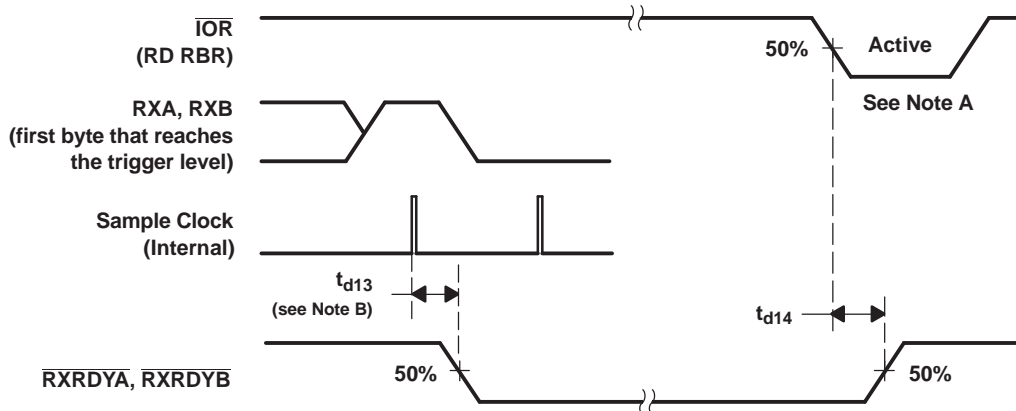 IOR
(RD RBR)
50%
Active
See Note A
RXA, RXB
(first byte that reaches
the trigger level)
Sample Clock
(Internal)
td13
(see Note B)
td14
RXRDYA, RXRDYB
50%
50%